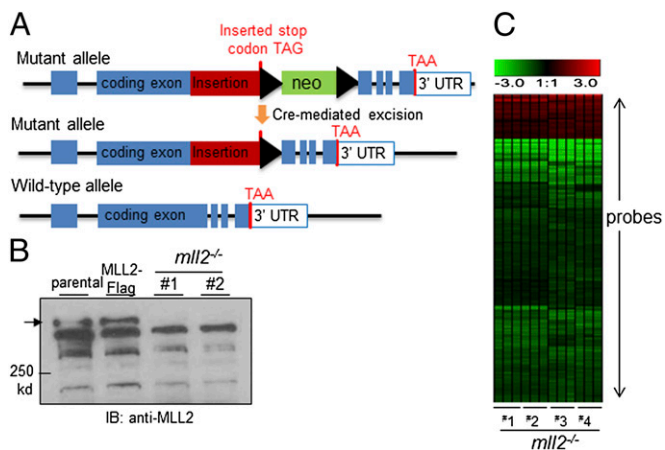 A
Inserted stop
codon TAG
Mutant allele
TAA
coding exon Insertion neo 3' UTR
Cre-mediated excision
Mutant allele
TAA
coding exon Insertion 3' UTR
Wild-type allele
TAA
coding exon 3' UTR
B
parental MLL2-Flag mll2-/-
#1 #2
250
kd
IB: anti-MLL2
C
-3.0 1:1 3.0
probes
#1 #2 #3 #4
mll2-/-